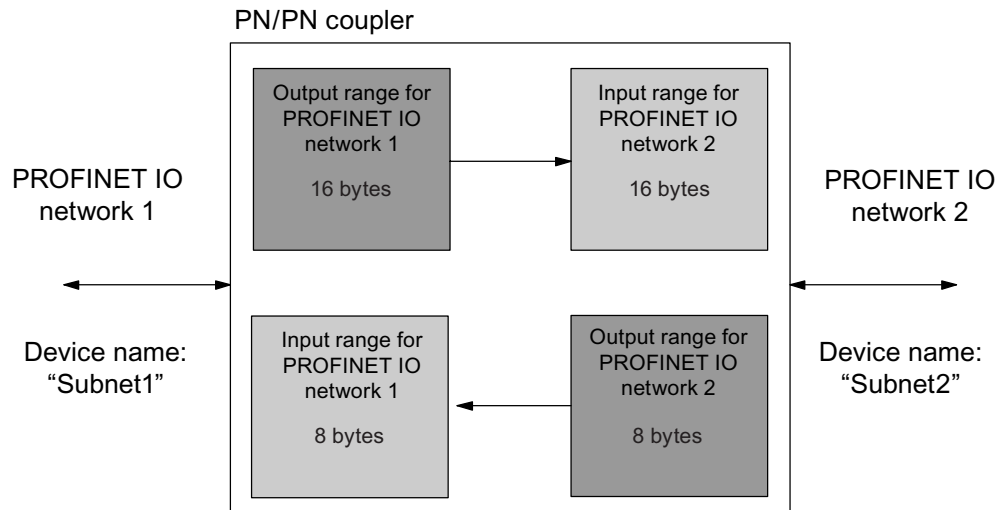 PN/PN coupler
Output range for
PROFINET IO
network 1
16 bytes
Input range for
PROFINET IO
network 2
16 bytes
PROFINET IO
network 1
PROFINET IO
network 2
Device name:
“Subnet1”
Input range for
PROFINET IO
network 1
8 bytes
Output range for
PROFINET IO
network 2
8 bytes
Device name:
“Subnet2”